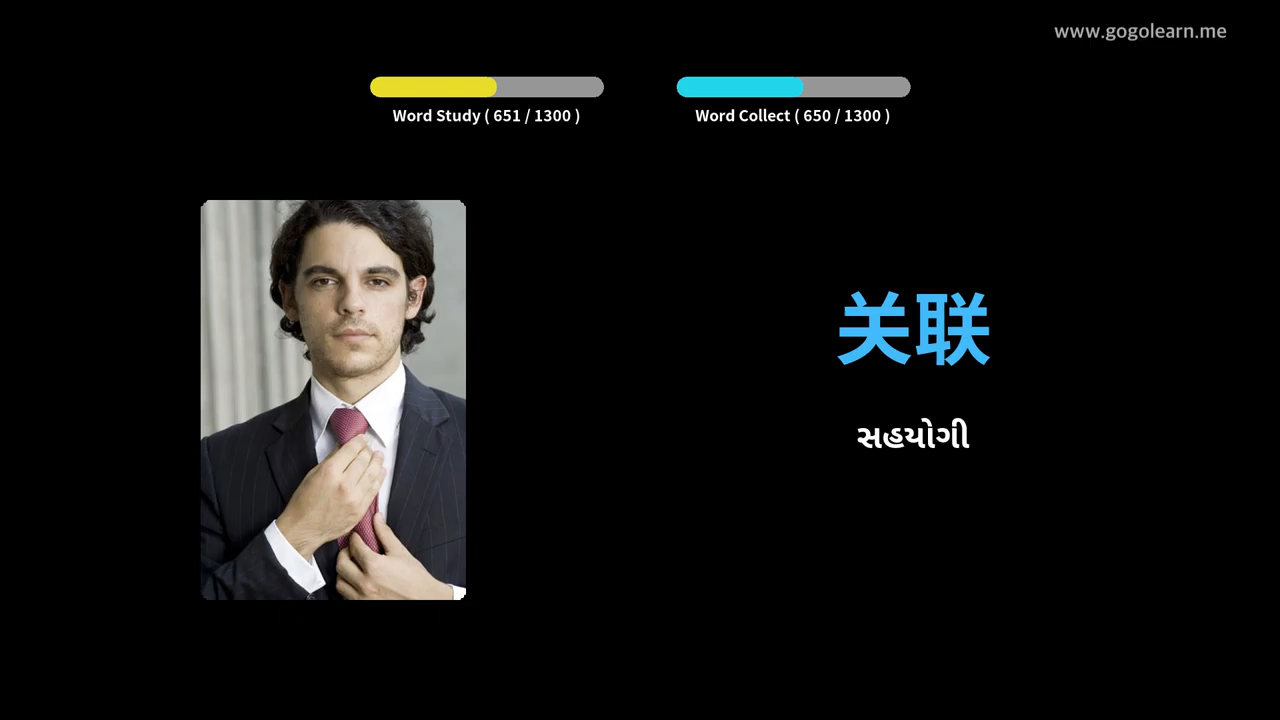 www.gogolearn.me
Word Study ( 651 / 1300 )
Word Collect ( 650 / 1300 )
关联
સહયોગી